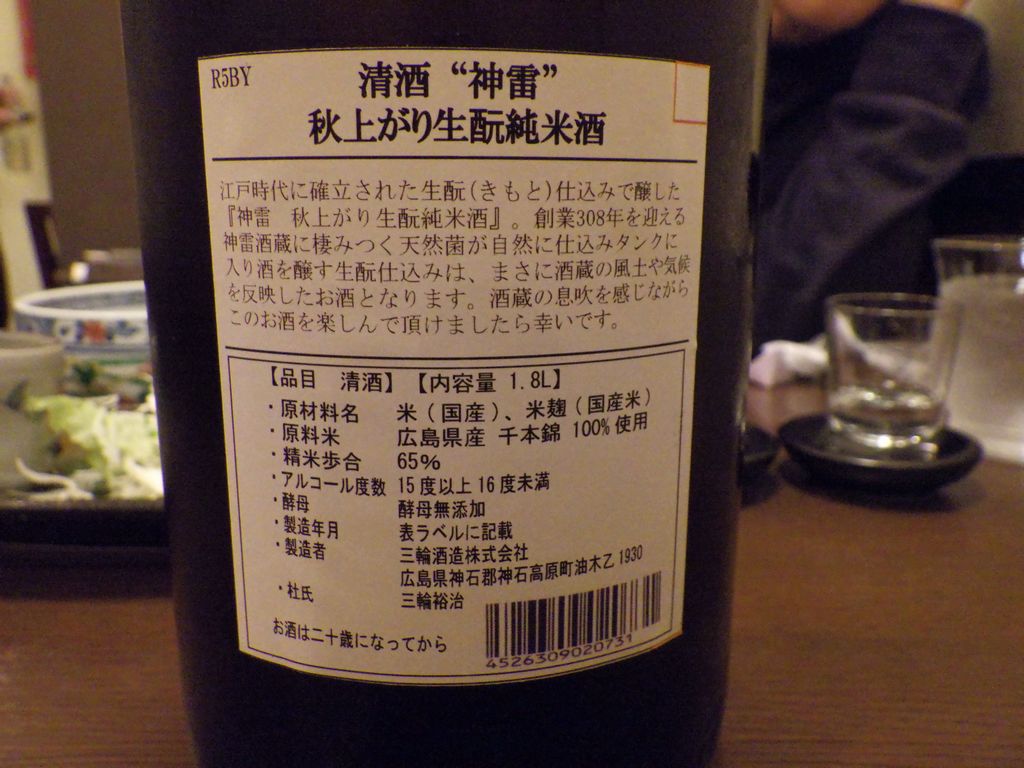 R5BY
清酒 “神雷”
秋上がり生酛純米酒
江戸時代に確立された生酛(きもと)仕込みで醸した
『神雷 秋上がり生酛純米酒』。創業308年を迎える
神雷酒蔵に棲みつく天然菌が自然に仕込みタンクに
入り酒を醸す生酛仕込みは、まさに酒蔵の風土や気候
を反映したお酒となります。酒蔵の息吹を感じながら
このお酒を楽しんで頂けましたら幸いです。
【品目 清酒】【内容量 1.8L】
・原材料名 米(国産)、米麹(国産米)
・原料米 広島県産 千本錦 100%使用
・精米歩合 65%
・アルコール度数 15度以上16度未満
・酵母 酵母無添加
・製造年月 表ラベルに記載
・製造者 三輪酒造株式会社
広島県神石郡神石高原町油木乙1930
・杜氏 三輪裕治
お酒は二十歳になってから
4526309020731